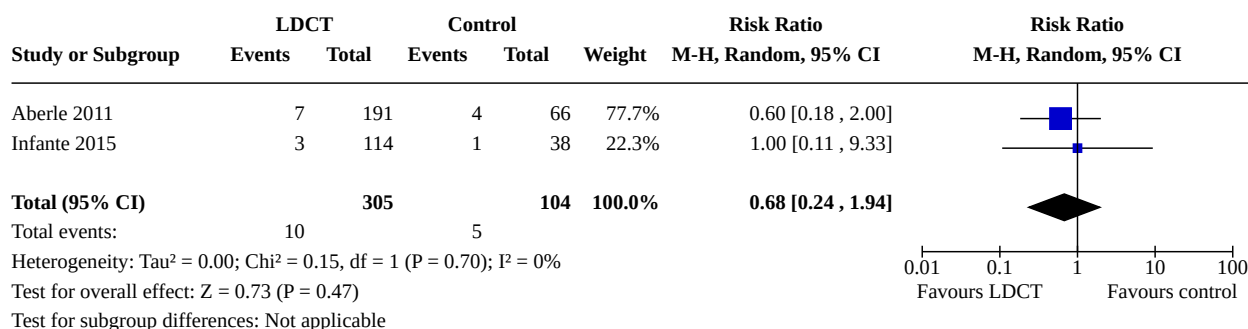 LDCT Control Risk Ratio Risk Ratio
Study or Subgroup Events Total Events Total Weight M-H, Random, 95% CI M-H, Random, 95% CI
Aberle 2011 7 191 4 66 77.7% 0.60 [0.18 , 2.00]
Infante 2015 3 114 1 38 22.3% 1.00 [0.11 , 9.33]
Total (95% CI) 305 104 100.0% 0.68 [0.24 , 1.94]
Total events: 10 5
Heterogeneity: Tau² = 0.00; Chi² = 0.15, df = 1 (P = 0.70); I² = 0%
0.01 0.1 1 10 100
Test for overall effect: Z = 0.73 (P = 0.47)
Favours LDCT Favours control
Test for subgroup differences: Not applicable